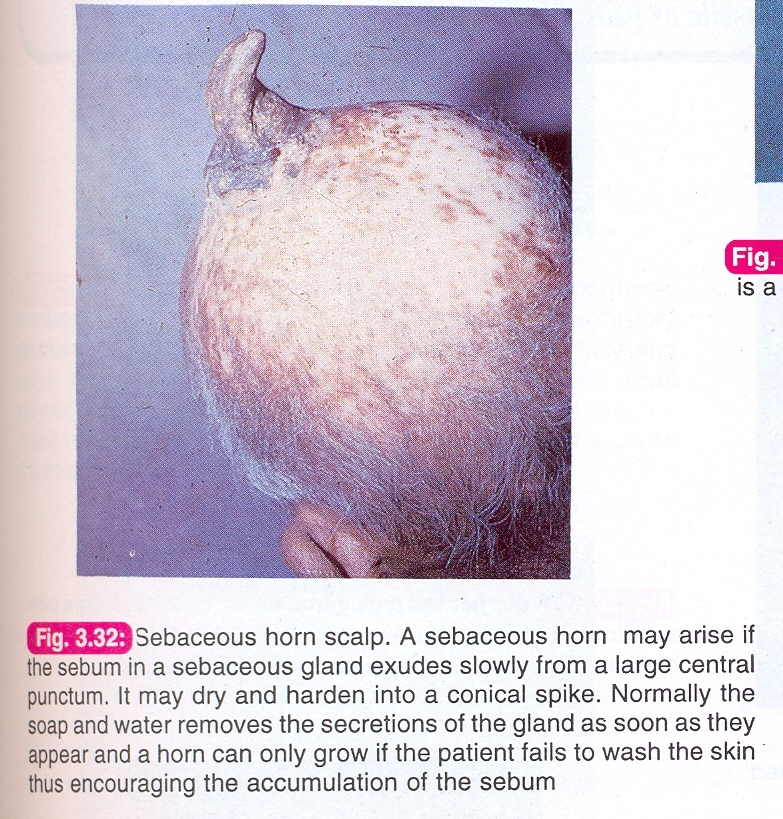 Fig.
is a
Fig. 3.32: Sebaceous horn scalp. A sebaceous horn may arise if
the sebum in a sebaceous gland exudes slowly from a large central
punctum. It may dry and harden into a conical spike. Normally the
soap and water removes the secretions of the gland as soon as they
appear and a horn can only grow if the patient fails to wash the skin
thus encouraging the accumulation of the sebum